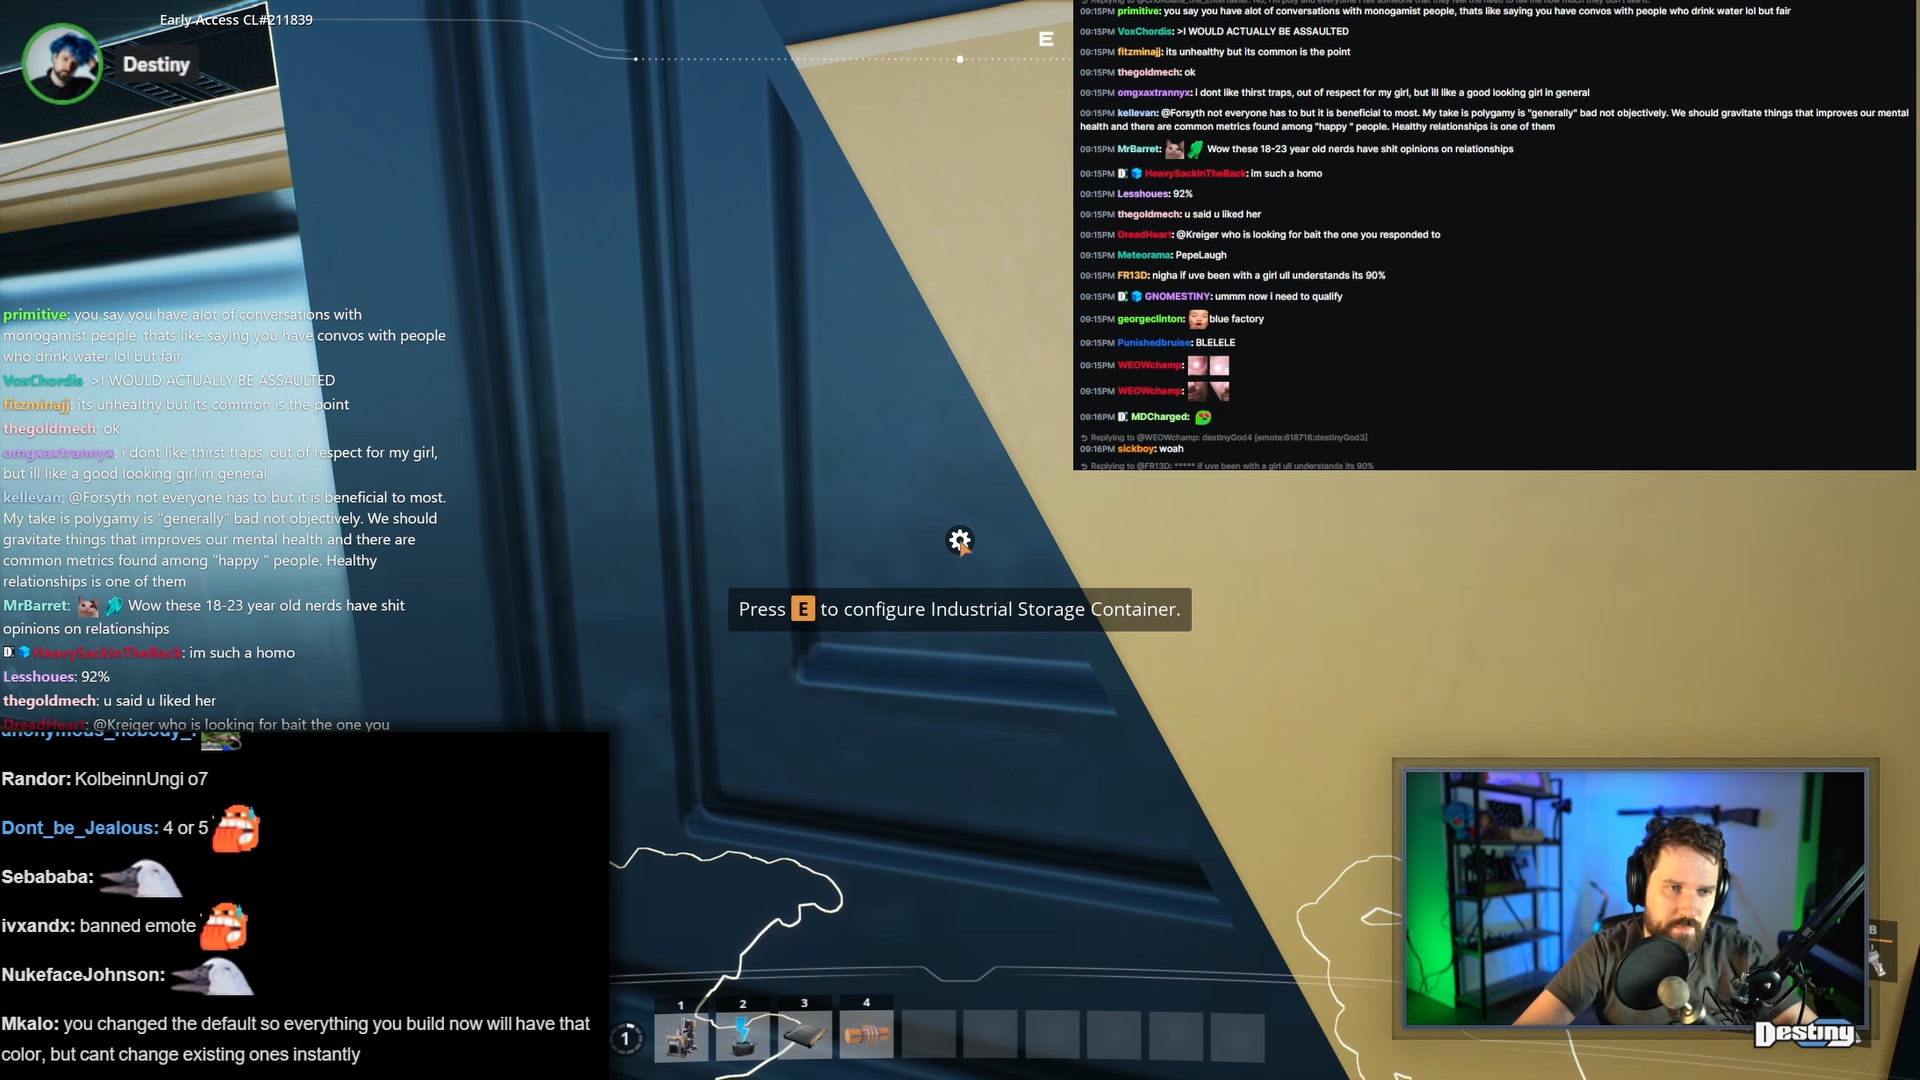 Early Access CL#211839
Destiny
E
09:15PM primitive: you say you have alot of conversations with monogamist people, thats like saying you have convos with people who drink water lol but fair
09:15PM VoxChordis: >I WOULD ACTUALLY BE ASSAULTED
09:15PM fitzminajj: its unhealthy but its common is the point
09:15PM thegoldmech: ok
09:15PM omgxaxtrannyx: i dont like thirst traps, out of respect for my girl, but ill like a good looking girl in general
09:15PM kellevan: @Forsyth not everyone has to but it is beneficial to most. My take is polygamy is "generally" bad not objectively. We should gravitate things that improves our mental
health and there are common metrics found among "happy " people. Healthy relationships is one of them
09:15PM MrBarret: Wow these 18-23 year old nerds have shit opinions on relationships
09:15PM D: HeavySackInTheBack: im such a homo
09:15PM Lesshoues: 92%
09:15PM thegoldmech: u said u liked her
09:15PM DreadHeart: @Kreiger who is looking for bait the one you responded to
09:15PM Meteorama: PepeLaugh
09:15PM FR13D: nigha if uve been with a girl ull understands its 90%
09:15PM D: GNOMESTINY: ummm now i need to qualify
09:15PM georgeclinton: blue factory
09:15PM Punishedbruise: BLELELE
09:15PM WEOWchamp:
09:15PM WEOWchamp:
09:16PM D: MDCharged:
Replying to @WEOWchamp: destinyGod4 [emote:618716:destinyGod3]
09:16PM sickboy: woah
Replying to @FR13D: ***** if uve been with a girl ull understands its 90%
primitive: you say you have alot of conversations with
monogamist people, thats like saying you have convos with people
who drink water lol but fair
VoxChordis: >I WOULD ACTUALLY BE ASSAULTED
fitzminajj: its unhealthy but its common is the point
thegoldmech: ok
omgxaxtrannyx: i dont like thirst traps, out of respect for my girl,
but ill like a good looking girl in general
kellevan: @Forsyth not everyone has to but it is beneficial to most.
My take is polygamy is "generally" bad not objectively. We should
gravitate things that improves our mental health and there are
common metrics found among "happy " people. Healthy
relationships is one of them
MrBarret: Wow these 18-23 year old nerds have shit
opinions on relationships
D: HeavySackInTheBack: im such a homo
Lesshoues: 92%
thegoldmech: u said u liked her
DreadHeart: @Kreiger who is looking for bait the one you
Press E to configure Industrial Storage Container.
anonymous_nobody_:
Randor: KolbeinnUngi o7
Dont_be_Jealous: 4 or 5
Sebababa:
ivxandx: banned emote
NukefaceJohnson:
Mkalo: you changed the default so everything you build now will have that
color, but cant change existing ones instantly
1
1 2 3 4
B
Destiny